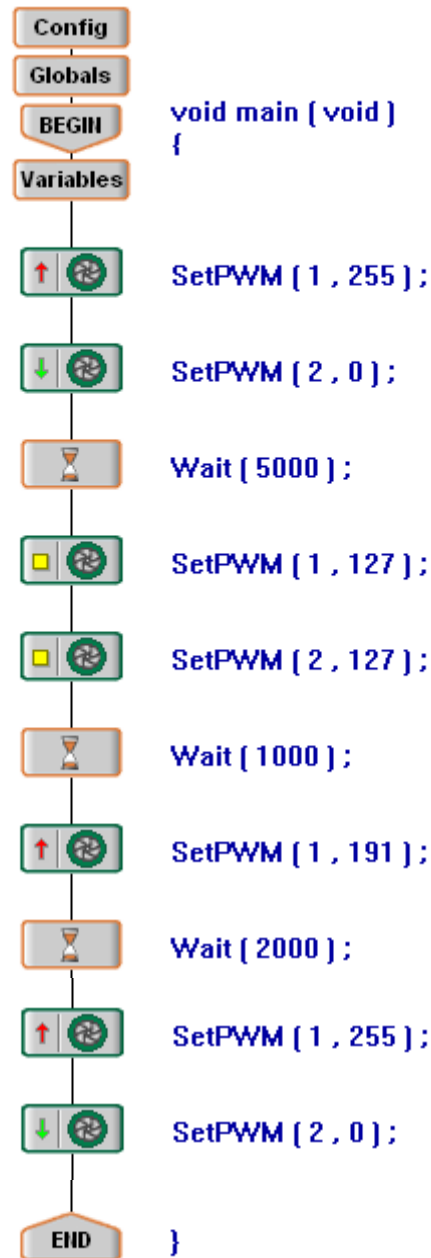 Config
Globals
BEGIN void main ( void )
{
Variables
SetPWM ( 1 , 255 ) ;
SetPWM ( 2 , 0 ) ;
Wait ( 5000 ) ;
SetPWM ( 1 , 127 ) ;
SetPWM ( 2 , 127 ) ;
Wait ( 1000 ) ;
SetPWM ( 1 , 191 ) ;
Wait ( 2000 ) ;
SetPWM ( 1 , 255 ) ;
SetPWM ( 2 , 0 ) ;
END }